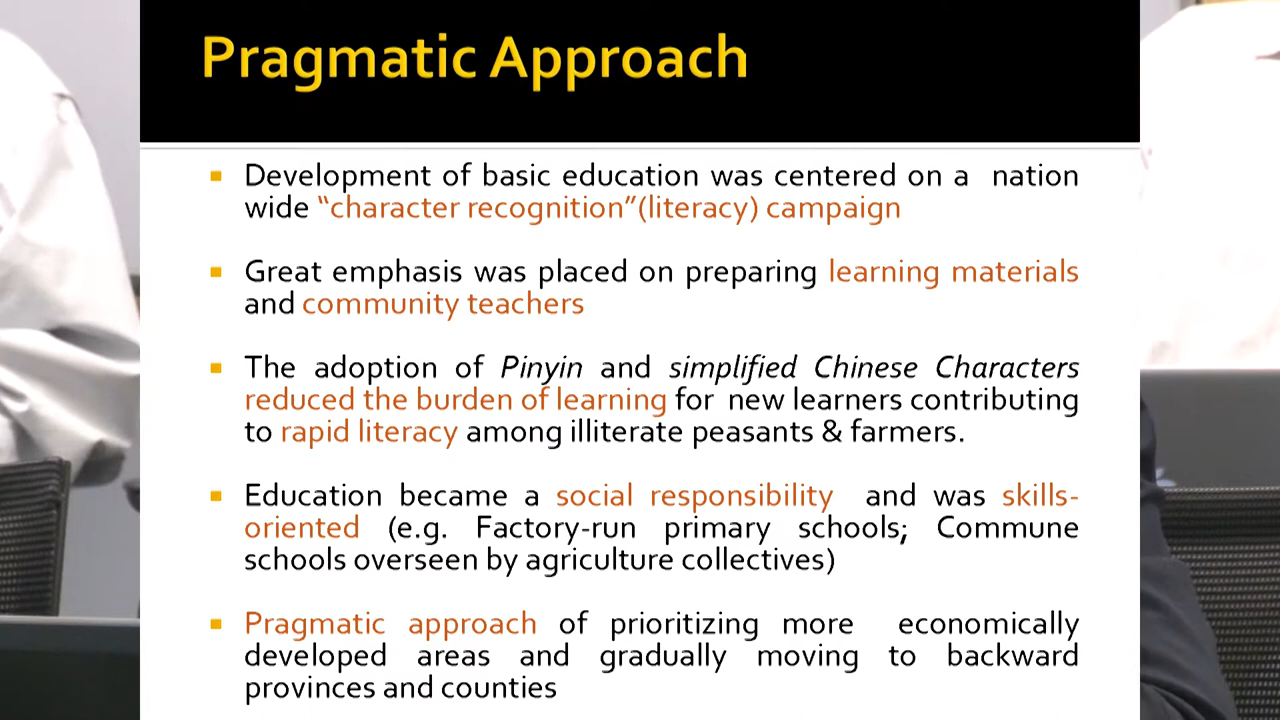 Pragmatic Approach
Development of basic education was centered on a nation
wide “character recognition”(literacy) campaign
Great emphasis was placed on preparing learning materials
and community teachers
The adoption of Pinyin and simplified Chinese Characters
reduced the burden of learning for new learners contributing
to rapid literacy among illiterate peasants & farmers.
Education became a social responsibility and was skills-
oriented (e.g. Factory-run primary schools; Commune
schools overseen by agriculture collectives)
Pragmatic approach of prioritizing more economically
developed areas and gradually moving to backward
provinces and counties